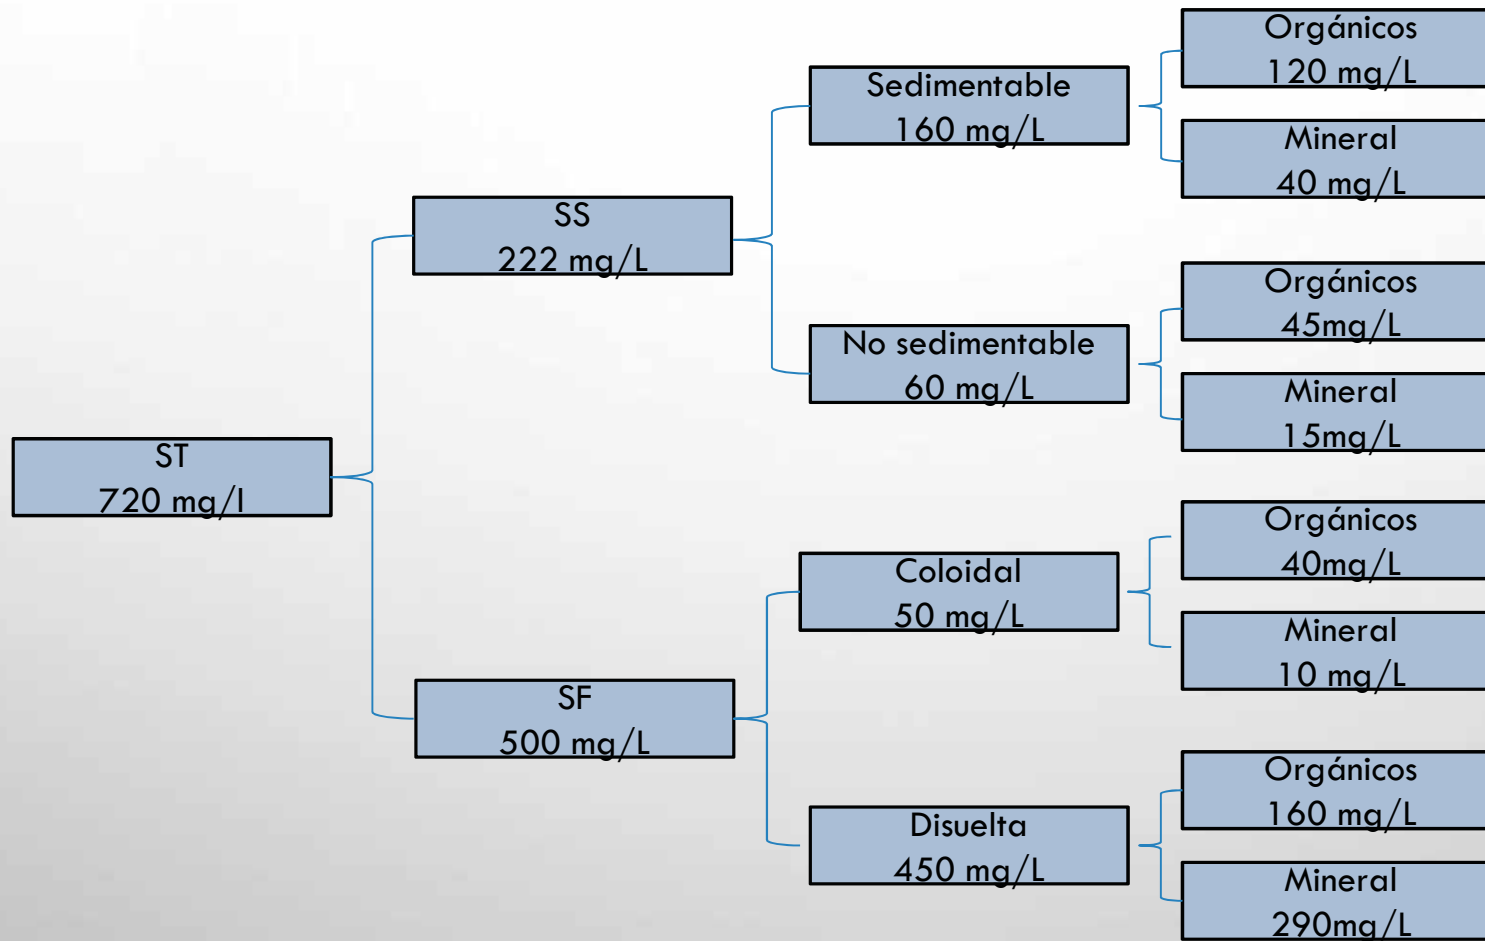 ST
720 mg/l
SS
222 mg/L
Sedimentable
160 mg/L
Orgánicos
120 mg/L
Mineral
40 mg/L
No sedimentable
60 mg/L
Orgánicos
45mg/L
Mineral
15mg/L
SF
500 mg/L
Coloidal
50 mg/L
Orgánicos
40mg/L
Mineral
10 mg/L
Disuelta
450 mg/L
Orgánicos
160 mg/L
Mineral
290mg/L